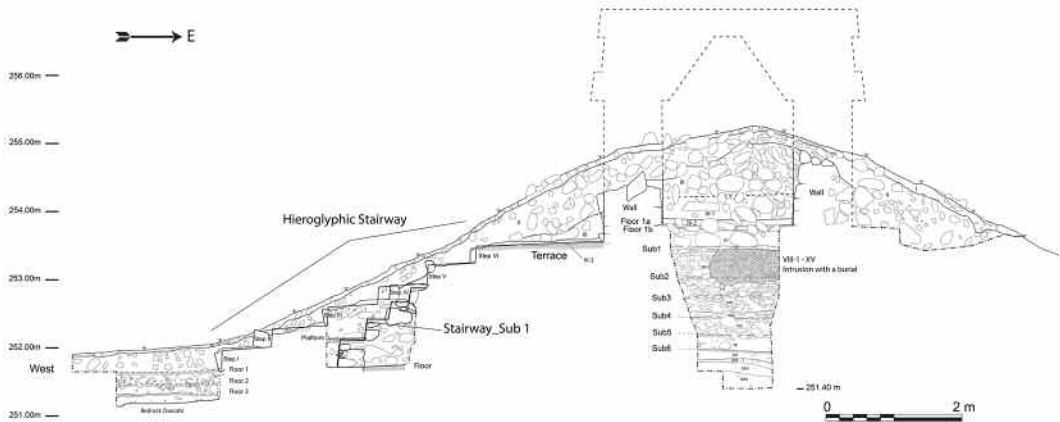 E
256.00m
255.00m
254.00m
253.00m
252.00m
251.00m
Hieroglyphic Stairway
Wall
Wall
Floor 1a
Floor 1b
Terrace
Step VI
Step V
Sub1
Sub2
Sub3
Sub4
Sub5
Sub6
VIII-1 - XV
Intrusion with a burial
Stairway_Sub 1
Platform
Floor
West
Step I
Floor 1
Floor 2
Floor 3
251.40 m
0 2 m